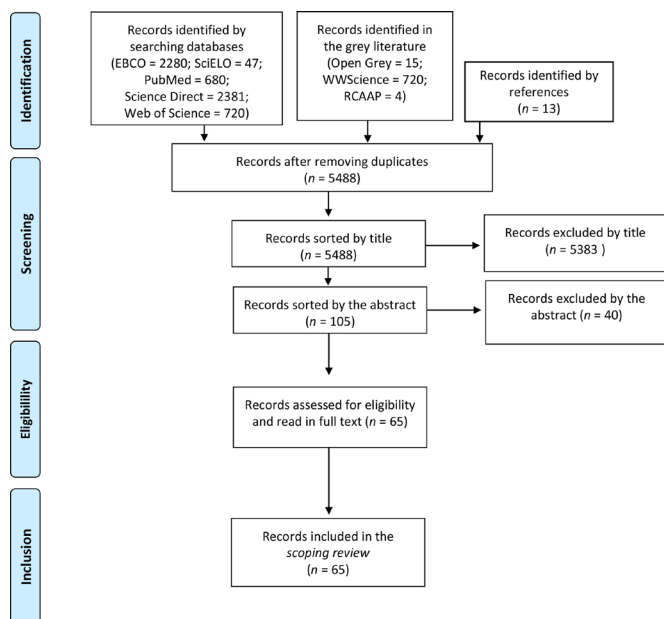 Identification
Records identified by
searching databases
(EBCO = 2280; SciELO = 47;
PubMed = 680;
Science Direct = 2381;
Web of Science = 720)
Records identified in
the grey literature
(Open Grey = 15;
WWScience = 720;
RCAAP = 4)
Records identified by
references
(n = 13)
Screening
Records after removing duplicates
(n = 5488)
Records sorted by title
(n = 5488)
Records excluded by title
(n = 5383 )
Records sorted by the abstract
(n = 105)
Records excluded by the
abstract (n = 40)
Eligibility
Records assessed for eligibility
and read in full text (n = 65)
Inclusion
Records included in the
scoping review
(n = 65)